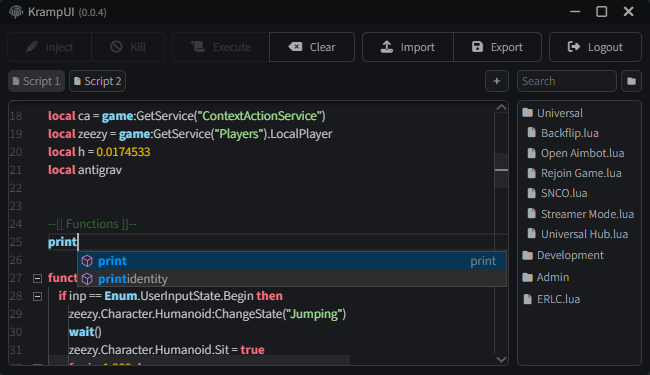 KrampUI (0.0.4)
Inject Kill Execute Clear Import Export Logout
Script 1 Script 2 + Search
18 local ca = game:GetService("ContextActionService")
19 local zeezy = game:GetService("Players").LocalPlayer
20 local h = 0.0174533
21 local antigrav
22
23
24 --[[ Functions ]]--
25 print
26 print print
27 funct printidentity
28 if inp == Enum.UserInputState.Begin then
29 zeezy.Character.Humanoid:ChangeState("Jumping")
30 wait()
31 zeezy.Character.Humanoid.Sit = true
Universal
Backflip.lua
Open Aimbot.lua
Rejoin Game.lua
SNCO.lua
Streamer Mode.lua
Universal Hub.lua
Development
Admin
ERLC.lua